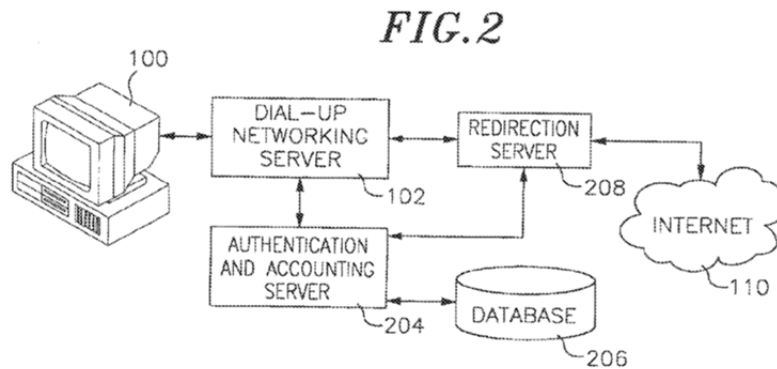 FIG.2
100
DIAL-UP
NETWORKING
SERVER
102
REDIRECTION
SERVER
208
INTERNET
110
AUTHENTICATION
AND ACCOUNTING
SERVER
204
DATABASE
206